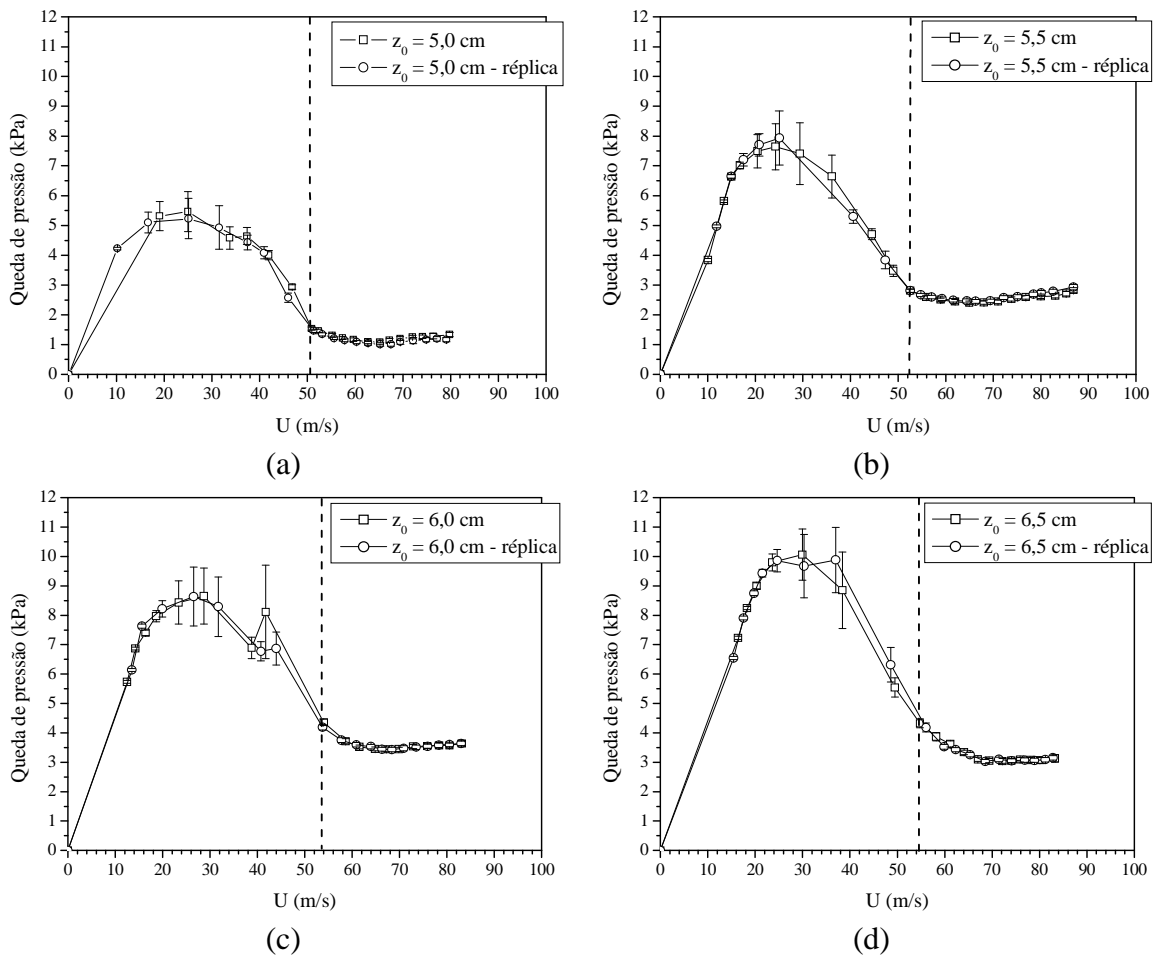 z0 = 5,0 cm
z0 = 5,0 cm - réplica
12
11
10
9
8
7
6
5
4
3
2
1
0
Queda de pressão (kPa)
0 10 20 30 40 50 60 70 80 90 100
U (m/s)
(a)
z0 = 5,5 cm
z0 = 5,5 cm - réplica
12
11
10
9
8
7
6
5
4
3
2
1
0
Queda de pressão (kPa)
0 10 20 30 40 50 60 70 80 90 100
U (m/s)
(b)
z0 = 6,0 cm
z0 = 6,0 cm - réplica
12
11
10
9
8
7
6
5
4
3
2
1
0
Queda de pressão (kPa)
0 10 20 30 40 50 60 70 80 90 100
U (m/s)
(c)
z0 = 6,5 cm
z0 = 6,5 cm - réplica
12
11
10
9
8
7
6
5
4
3
2
1
0
Queda de pressão (kPa)
0 10 20 30 40 50 60 70 80 90 100
U (m/s)
(d)